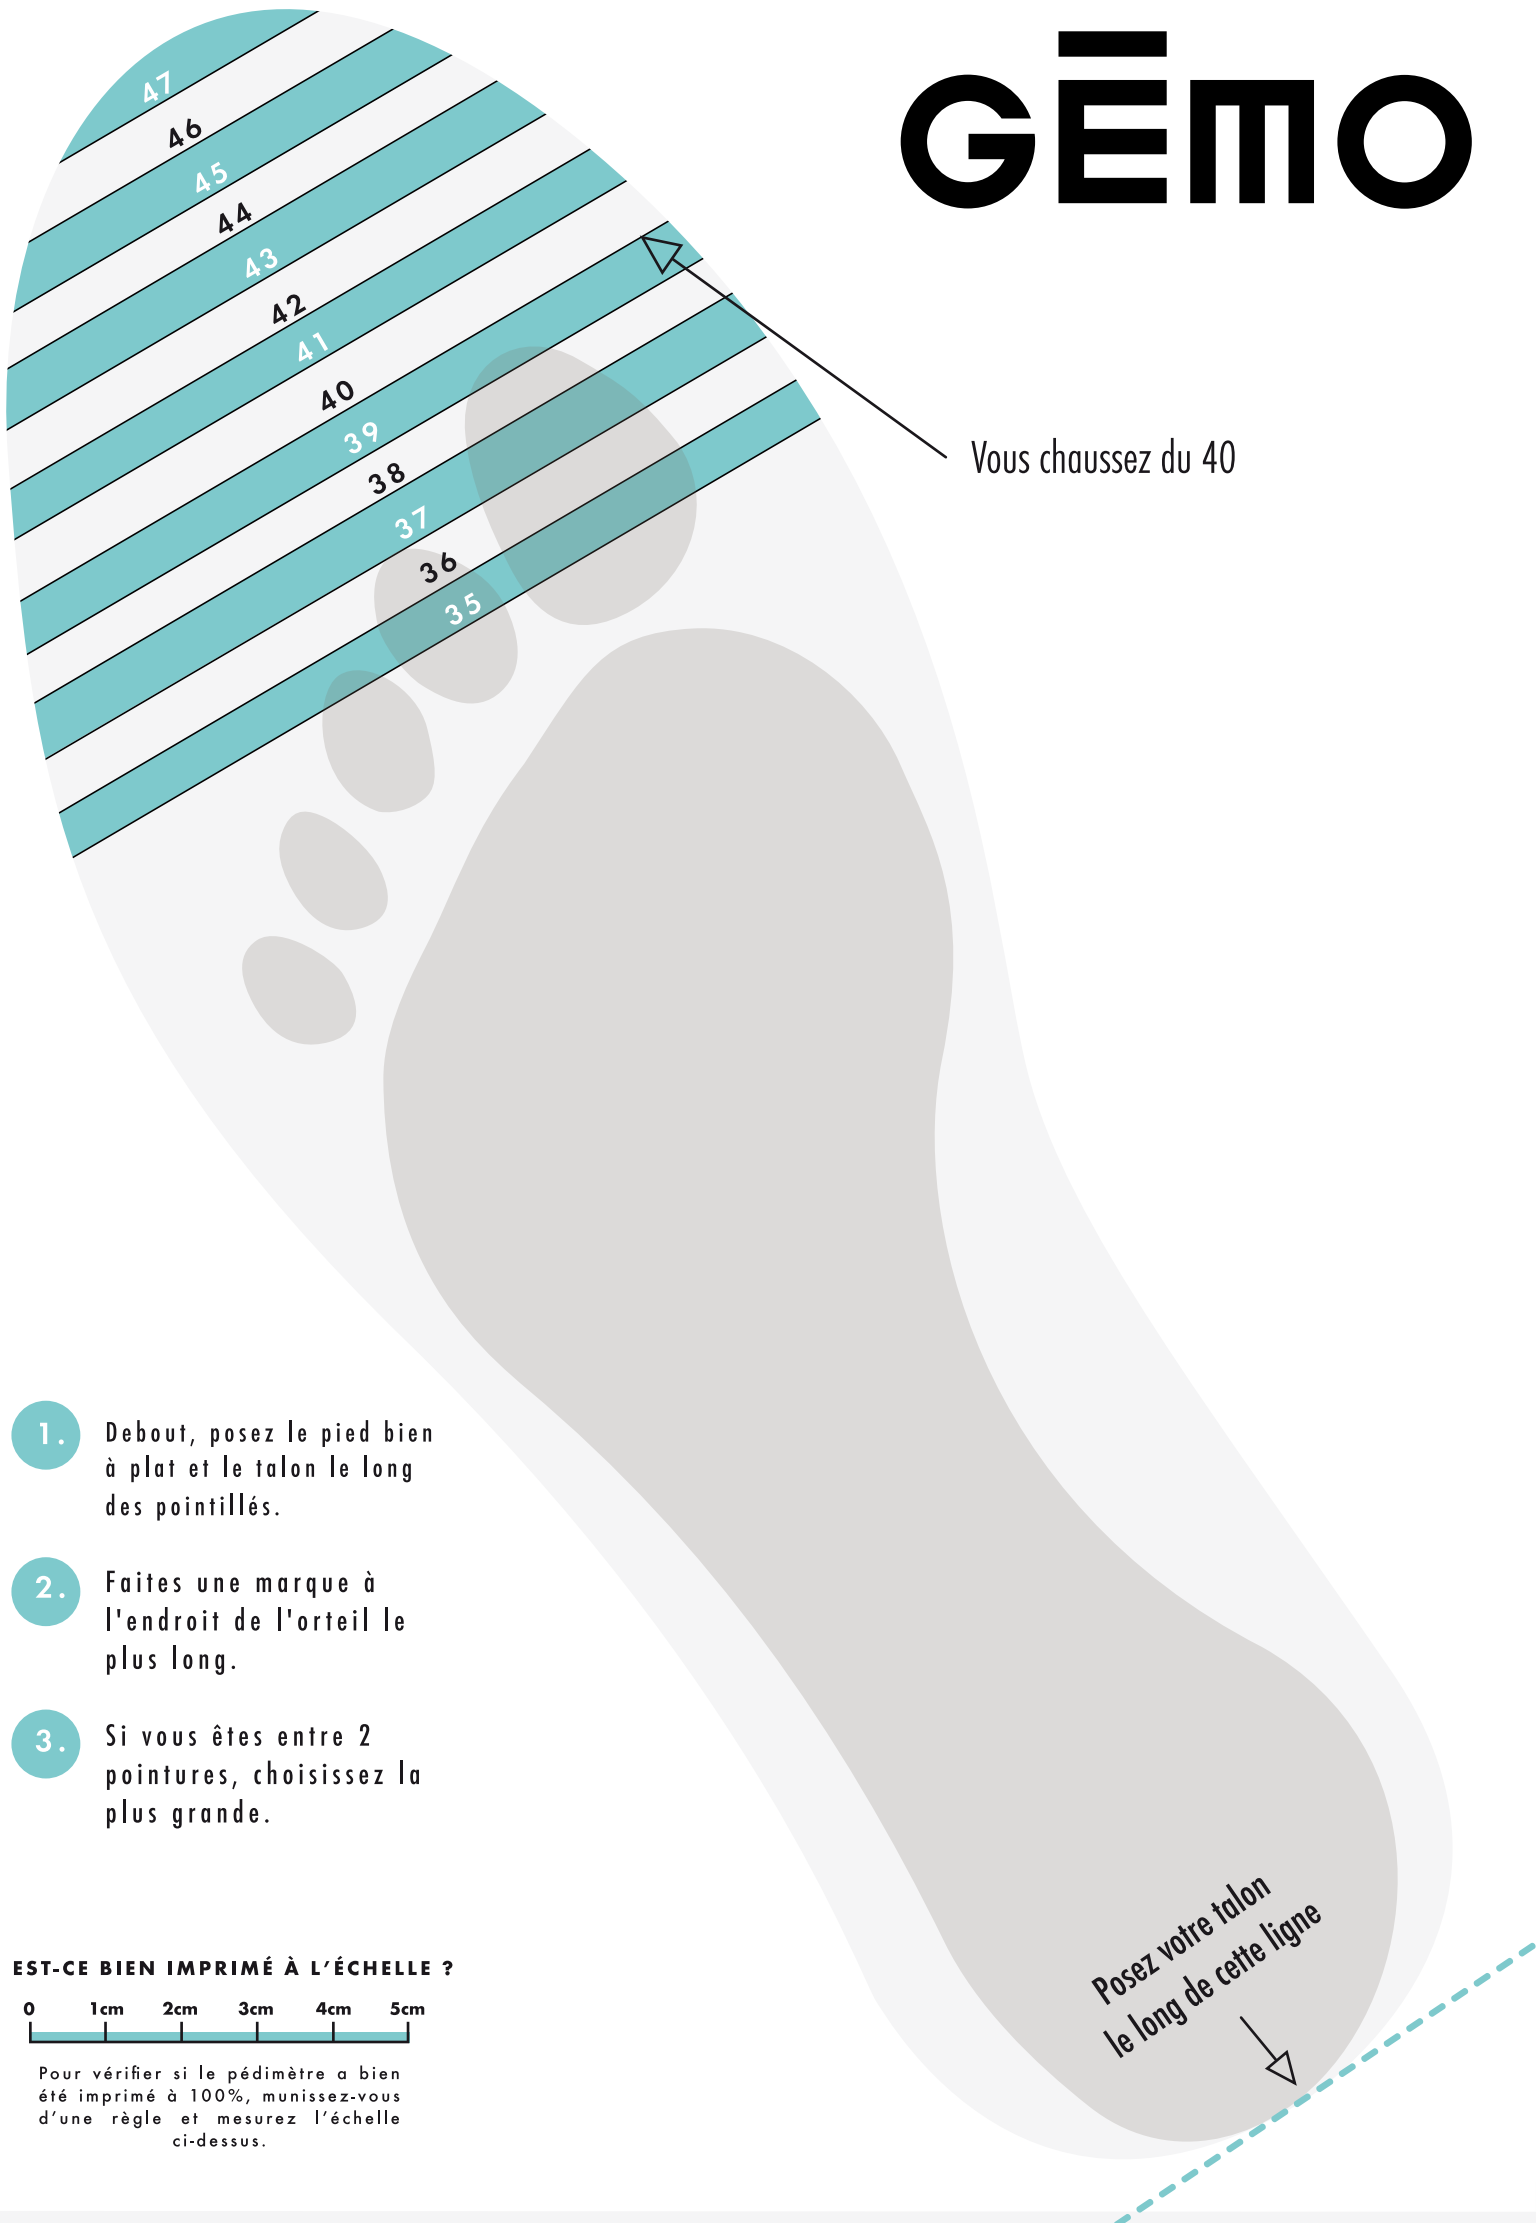 GĒMO
47
46
45
44
43
42
41
40
39
38
37
36
35
Vous chaussez du 40
1.
Debout, posez le pied bien
à plat et le talon le long
des pointillés.
2.
Faites une marque à
l'endroit de l'orteil le
plus long.
3.
Si vous êtes entre 2
pointures, choisissez la
plus grande.
Posez votre talon
le long de cette ligne
EST-CE BIEN IMPRIMÉ À L’ÉCHELLE ?
0 1cm 2cm 3cm 4cm 5cm
Pour vérifier si le pédimètre a bien
été imprimé à 100%, munissez-vous
d’une règle et mesurez l’échelle
ci-dessus.